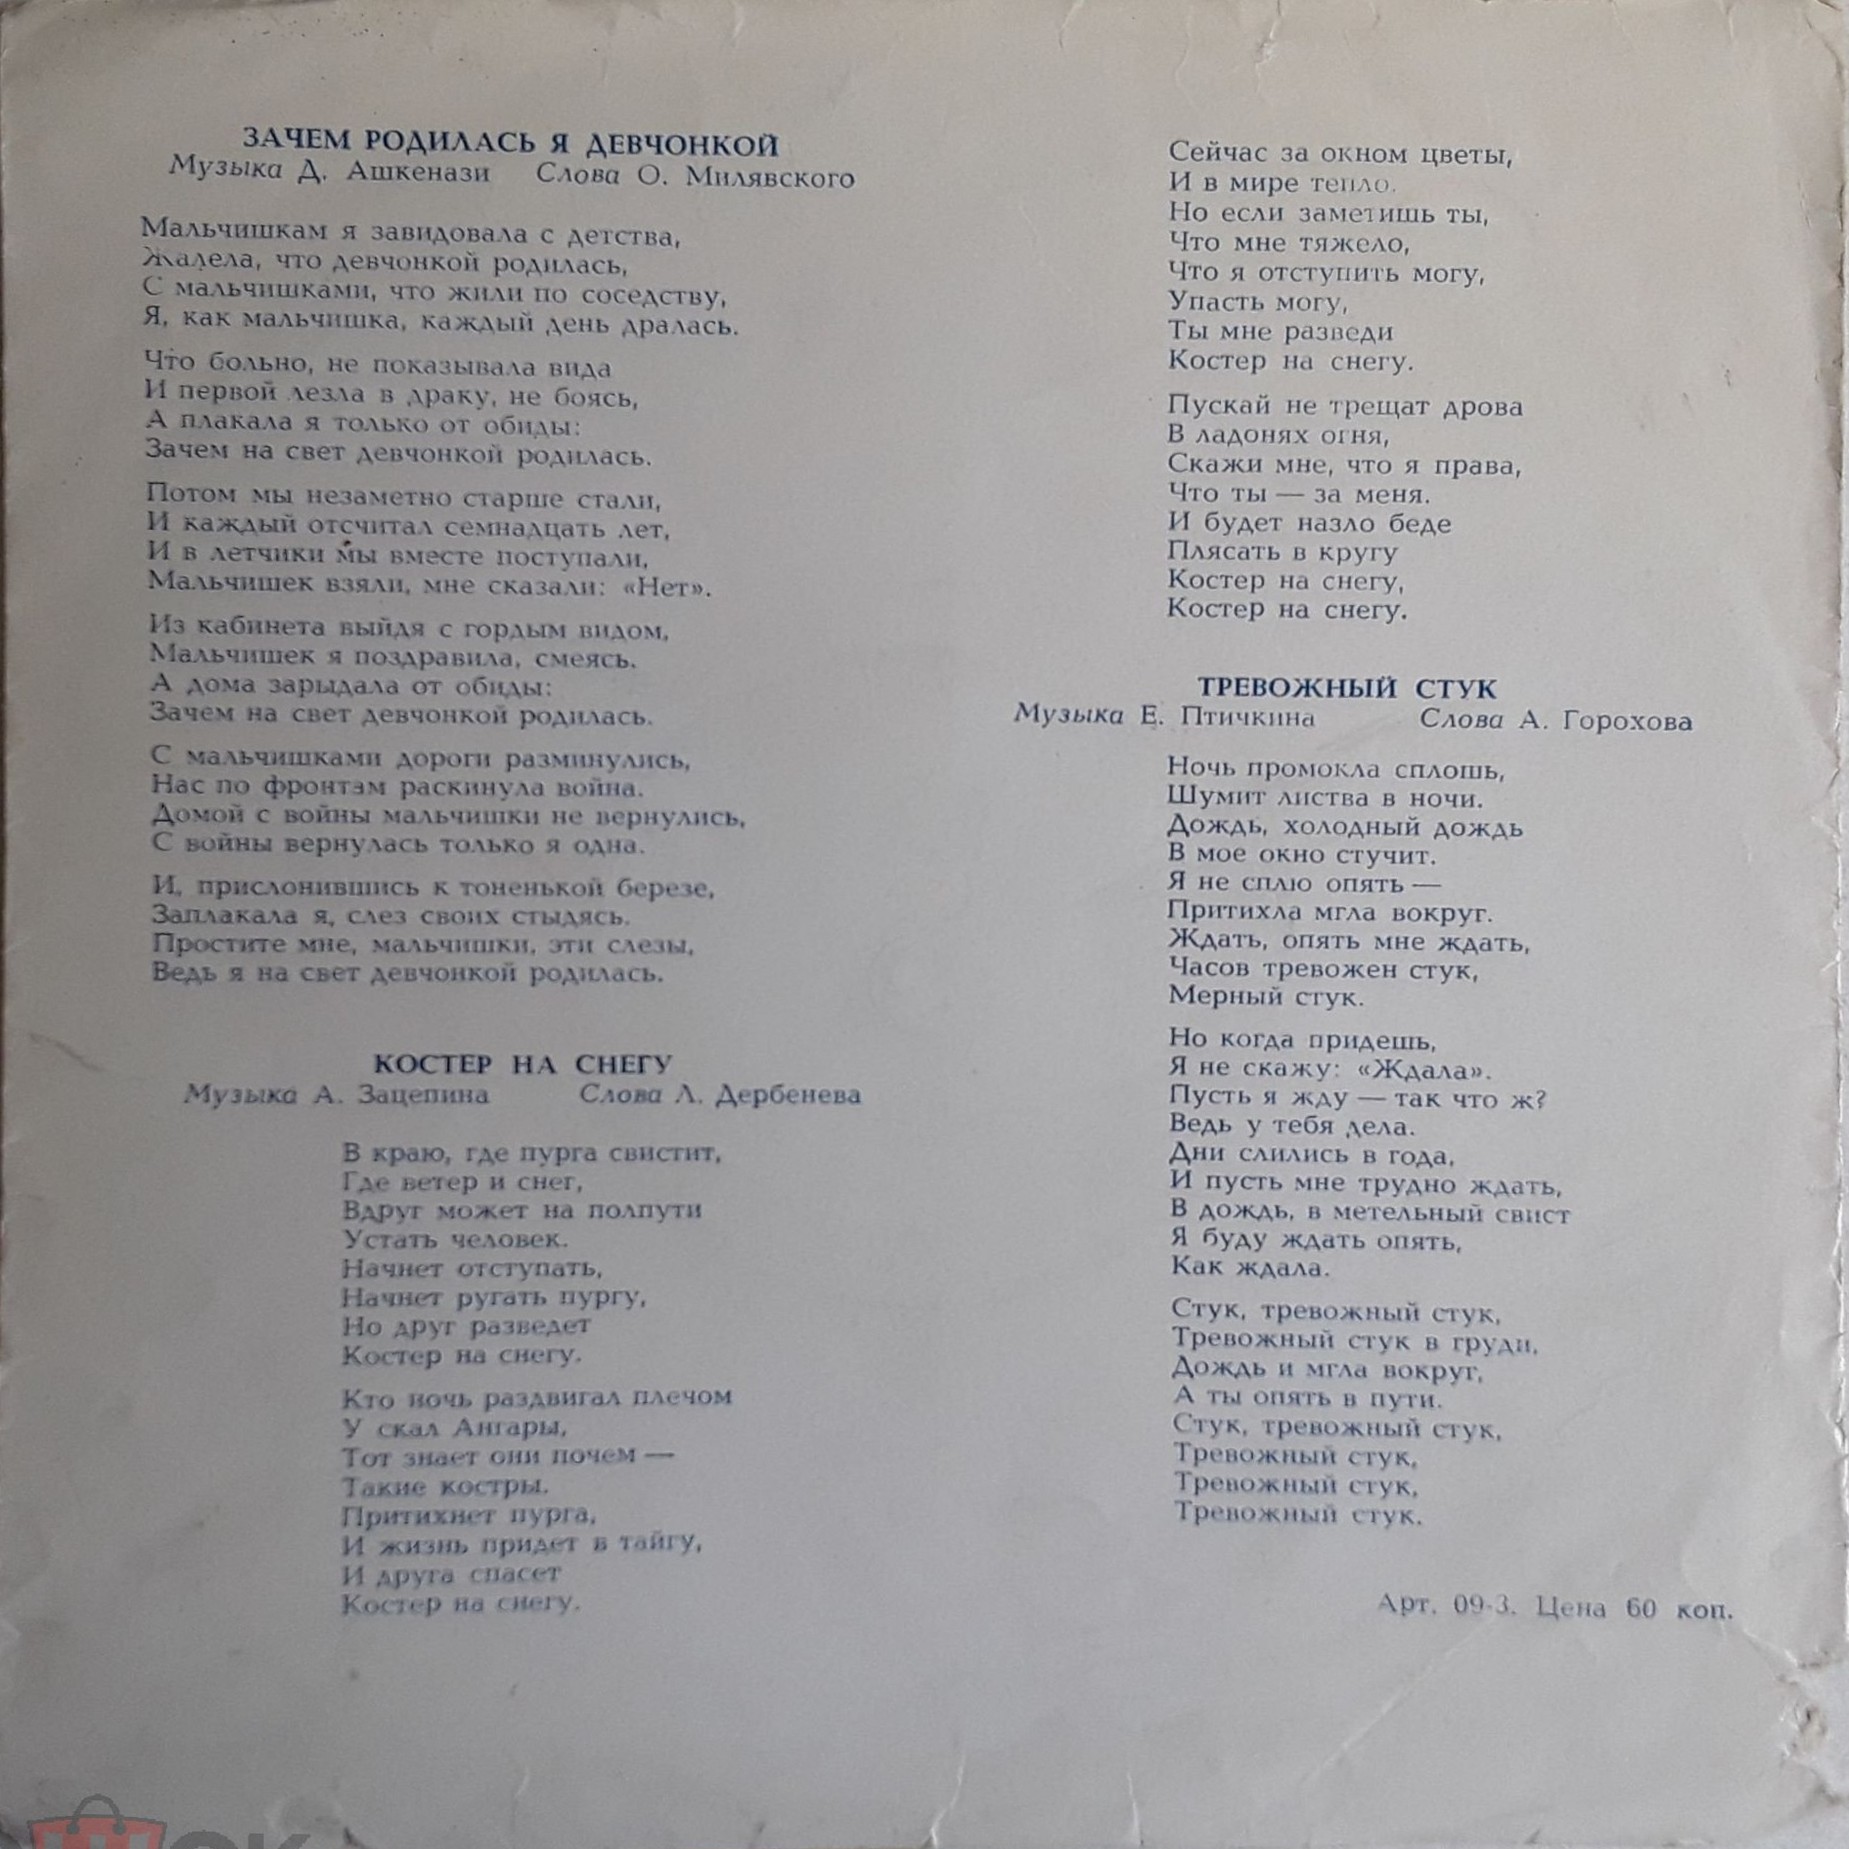 ЗАЧЕМ РОДИЛАСЬ Я ДЕВЧОНКОЙ
Музыка Д. Ашкенази Слова О. Милявского
Мальчишкам я завидовала с детства,
Жалела, что девчонкой родилась,
С мальчишками, что жили по соседству,
Я, как мальчишка, каждый день дралась.
Что больно, не показывала вида
И первой лезла в драку, не боясь,
А плакала я только от обиды:
Зачем на свет девчонкой родилась.
Потом мы незаметно старше стали,
И каждый отсчитал семнадцать лет,
И в летчики мы вместе поступали,
Мальчишек взяли, мне сказали: «Нет».
Из кабинета выйдя с гордым видом,
Мальчишек я поздравила, смеясь.
А дома зарыдала от обиды:
Зачем на свет девчонкой родилась.
С мальчишками дороги разминулись,
Нас по фронтам раскинула война.
Домой с войны мальчишки не вернулись,
С войны вернулась только я одна.
И, прислонившись к тоненькой березе,
Заплакала я, слез своих стыдясь.
Простите мне, мальчишки, эти слезы,
Ведь я на свет девчонкой родилась.
КОСТЕР НА СНЕГУ
Музыка А. Зацепина Слова Л. Дербенева
В краю, где пурга свистит,
Где ветер и снег,
Вдруг может на полпути
Устать человек.
Начнет отступать,
Начнет ругать пургу,
Но друг разведет
Костер на снегу.
Кто ночь раздвигал плечом
У скал Ангары,
Тот знает они почем —
Такие костры.
Притихнет пурга,
И жизнь придет в тайгу,
И друга спасет
Костер на снегу.
Сейчас за окном цветы,
И в мире тепло.
Но если заметишь ты,
Что мне тяжело,
Что я отступить могу,
Упасть могу,
Ты мне разведи
Костер на снегу.
Пускай не трещат дрова
В ладонях огня,
Скажи мне, что я права,
Что ты — за меня.
И будет назло беде
Плясать в кругу
Костер на снегу,
Костер на снегу.
ТРЕВОЖНЫЙ СТУК
Музыка Е. Птичкина Слова А. Горохова
Ночь промокла сплошь,
Шумит листва в ночи.
Дождь, холодный дождь
В мое окно стучит.
Я не сплю опять —
Притихла мгла вокруг.
Ждать, опять мне ждать,
Часов тревожен стук,
Мерный стук.
Но когда придешь,
Я не скажу: «Ждала».
Пусть я жду — так что ж?
Ведь у тебя дела.
Дни слились в года,
И пусть мне трудно ждать,
В дождь, в метельный свист
Я буду ждать опять,
Как ждала.
Стук, тревожный стук,
Тревожный стук в груди,
Дождь и мгла вокруг,
А ты опять в пути.
Стук, тревожный стук,
Тревожный стук,
Тревожный стук,
Тревожный стук.
Арт. 09-3. Цена 60 коп.